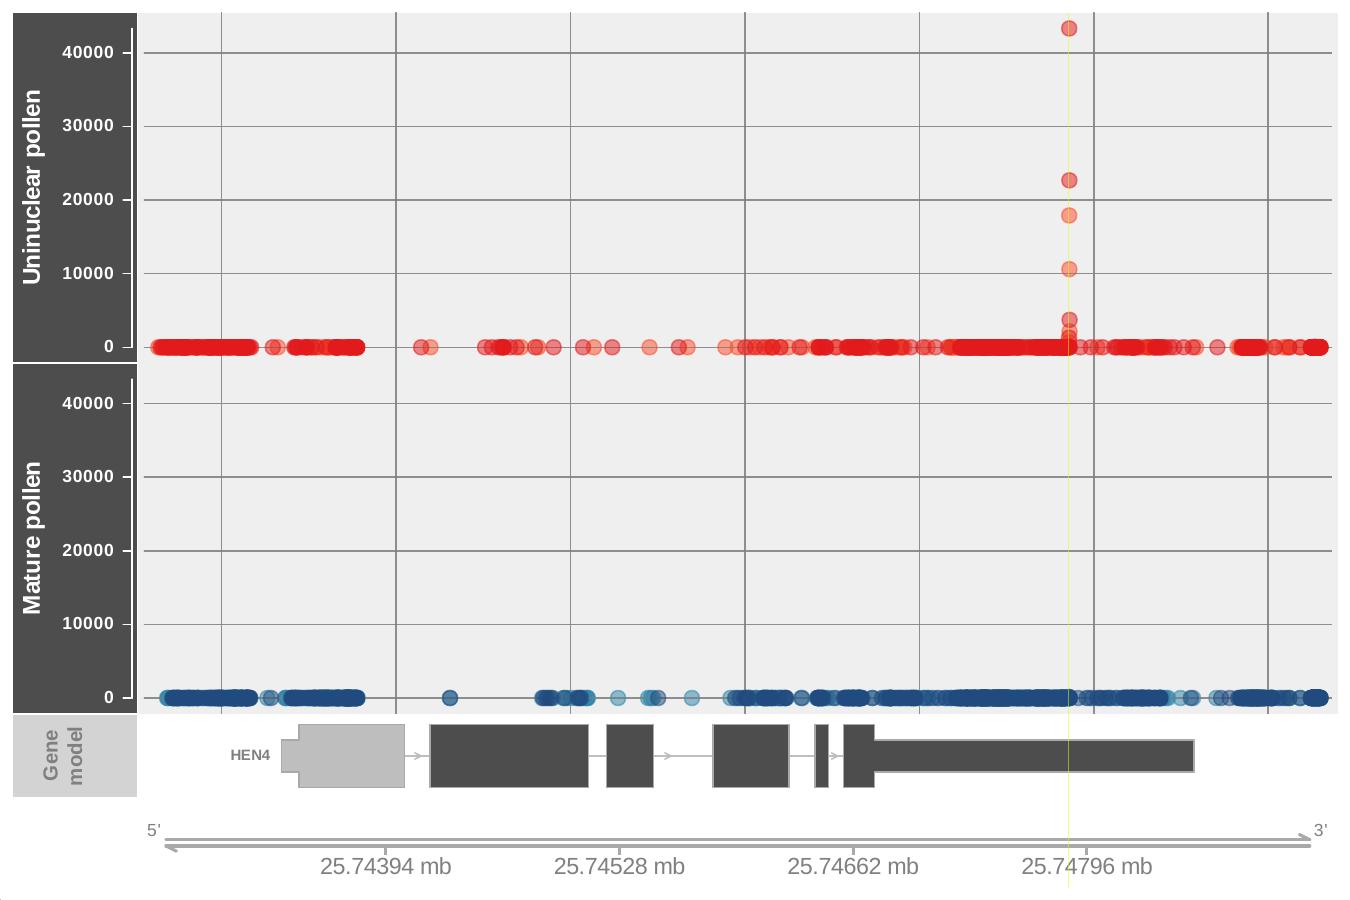 Uninuclear pollen
40000
30000
20000
10000
0
Mature pollen
40000
30000
20000
10000
0
Gene
model
HEN4
5'
3'
25.74394 mb
25.74528 mb
25.74662 mb
25.74796 mb